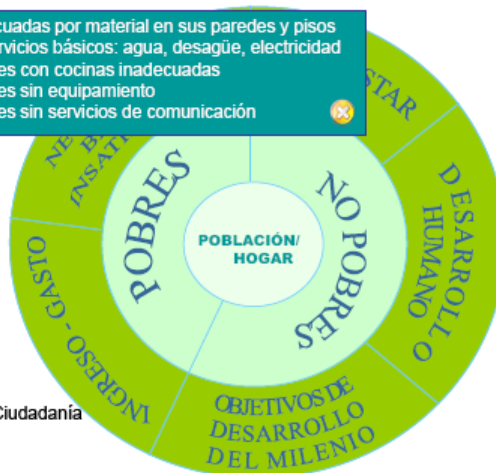 cuadas por material en sus paredes y pisos
rvicios básicos: agua, desagüe, electricidad
es con cocinas inadecuadas
es sin equipamiento
es sin servicios de comunicación
STAR
NE
B
INSAT
POBRES
NO POBRES
POBLACIÓN/
HOGAR
DESARROLLO
HUMANO
INGRESO - GASTO
OBJETIVOS DE
DESARROLLO
DEL MILENIO
Ciudadanía